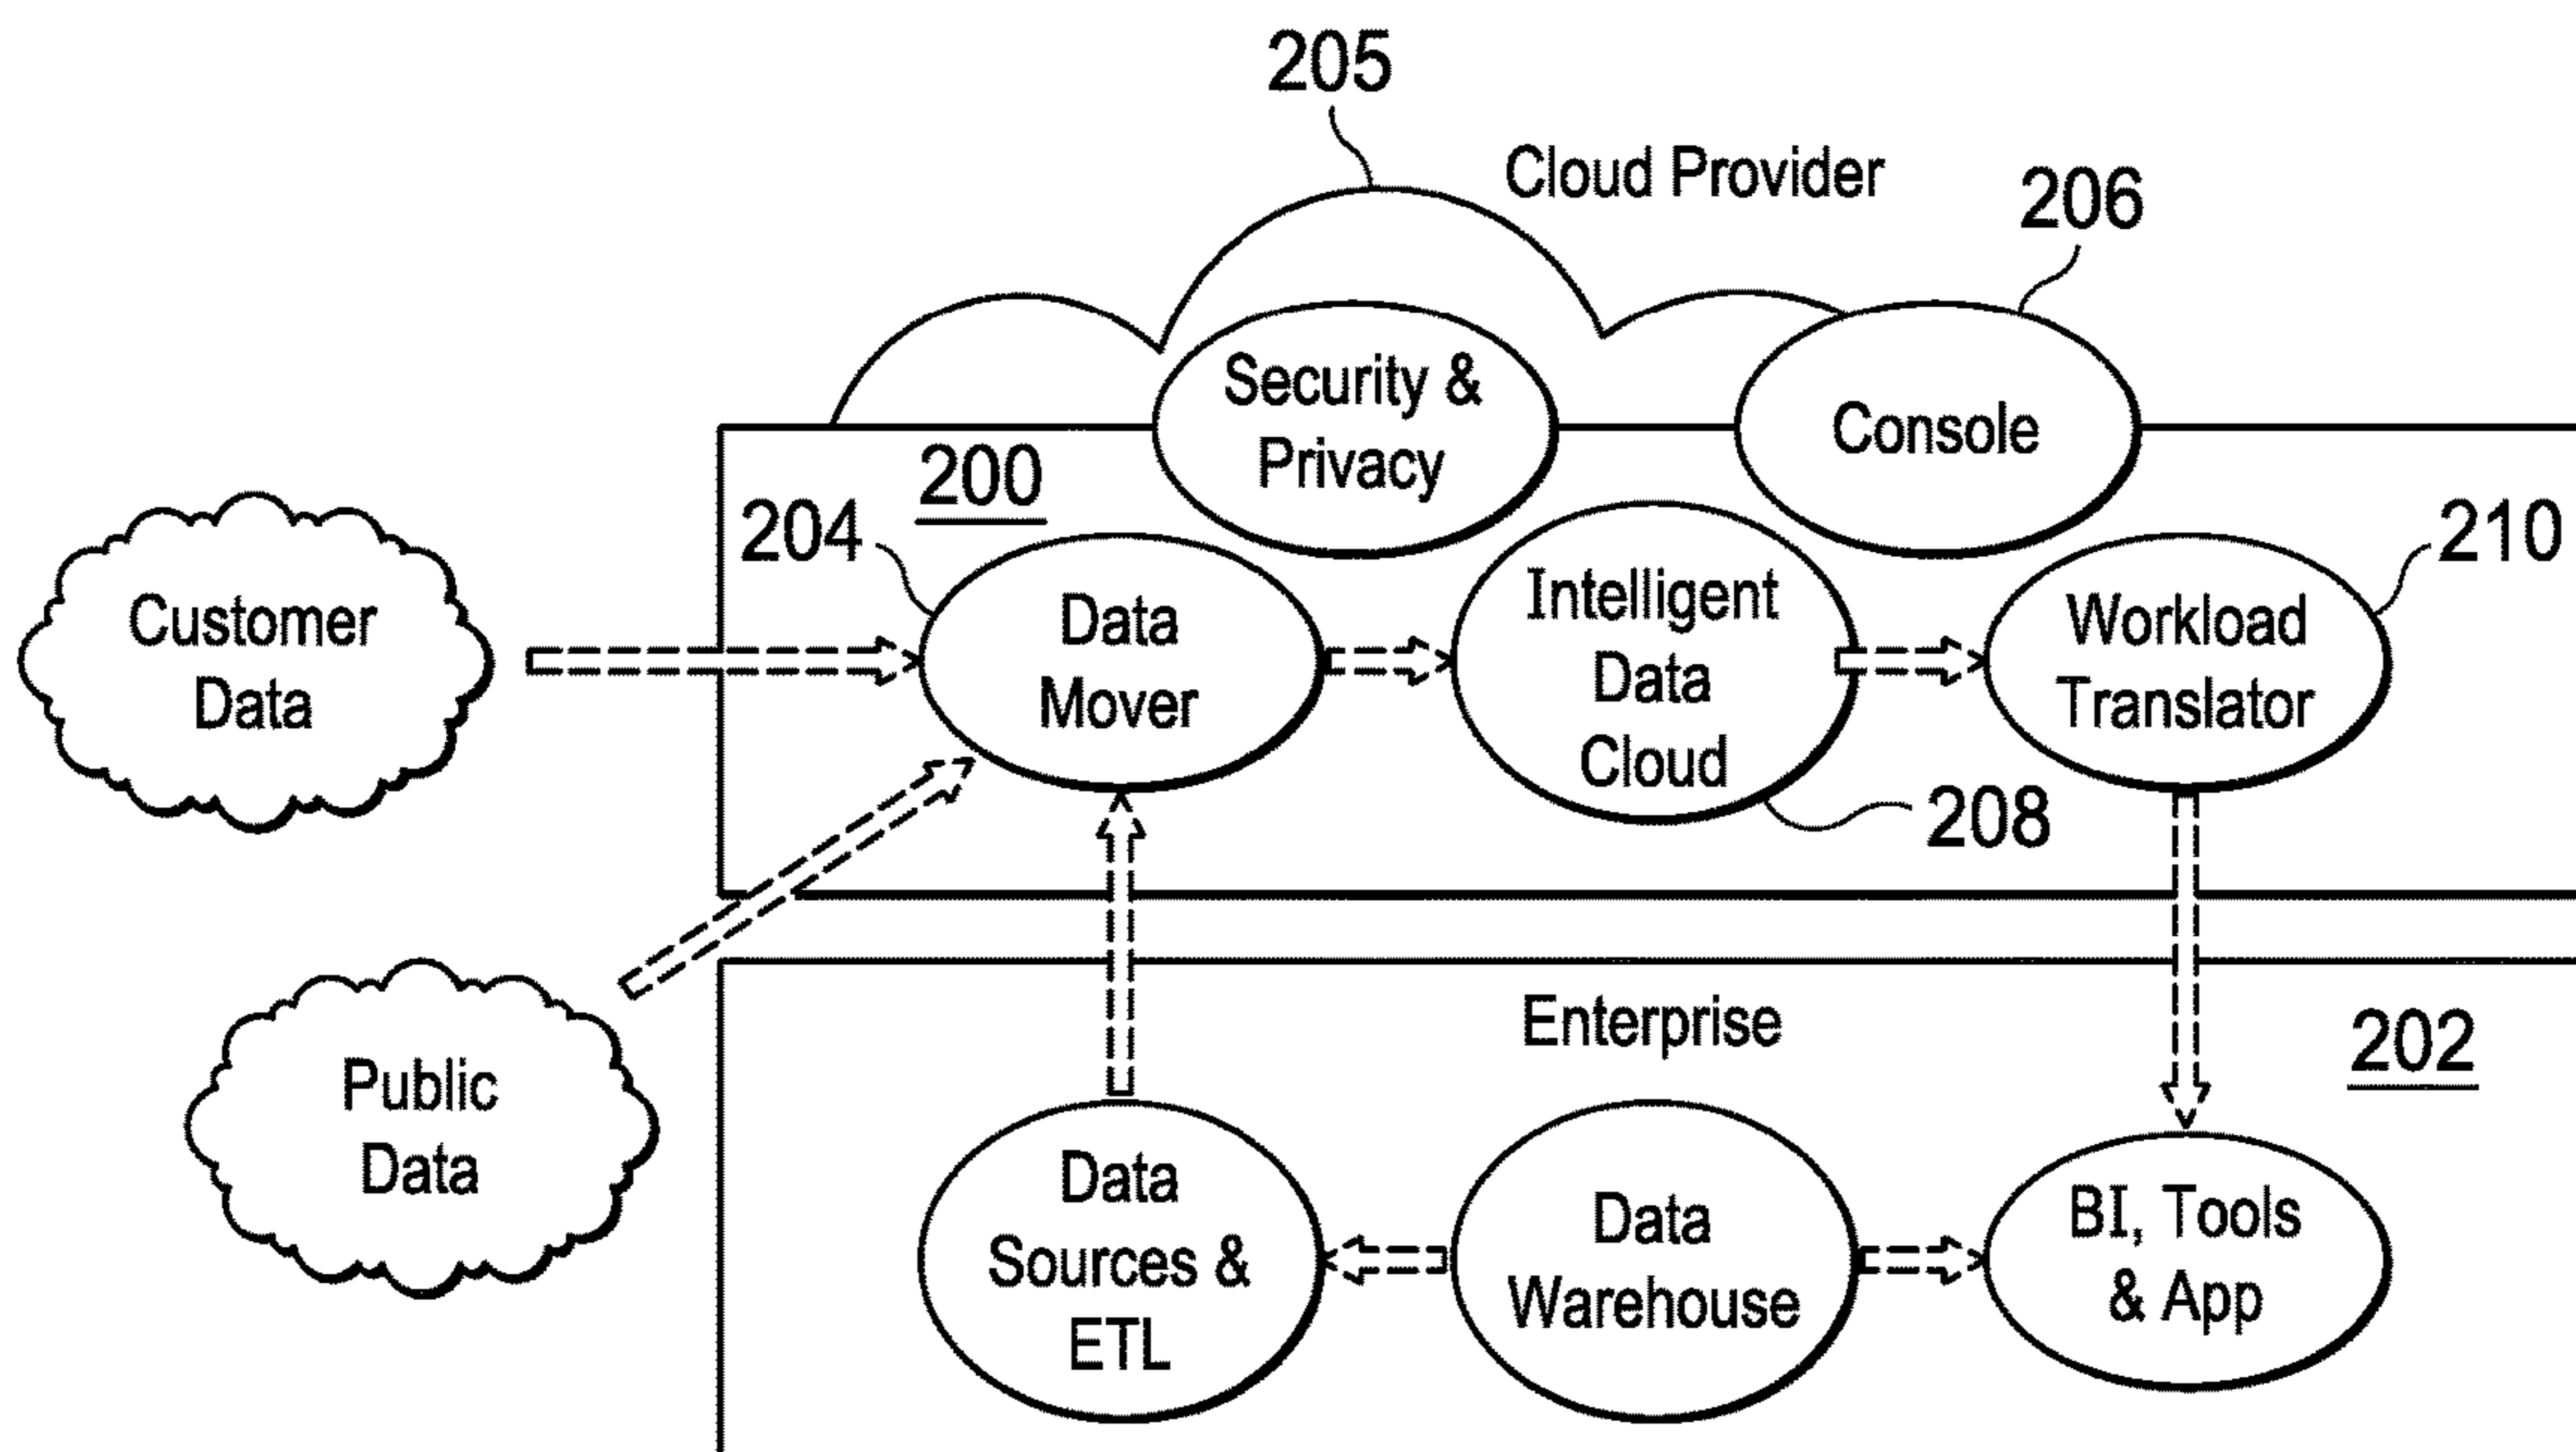 205
Cloud Provider
206
Security &
Privacy
Console
200
204
210
Customer
Data
Data
Mover
Intelligent
Data
Cloud
Workload
Translator
208
Enterprise
202
Public
Data
Data
Sources &
ETL
Data
Warehouse
BI, Tools
& App